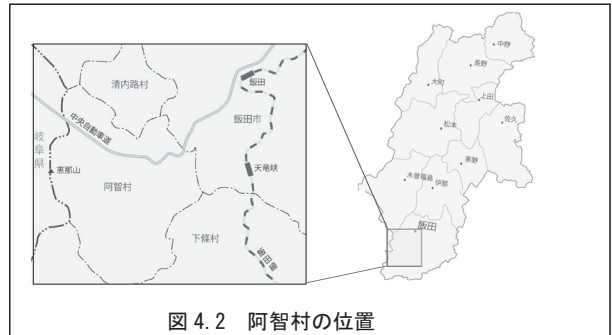 清内路村
飯田
飯田市
中央自動車道
岐阜県
恵那山
阿智村
天竜峡
下條村
飯田線
中野
長野
大町
上田
佐久
松本
茅野
木曽福島
伊那
飯田
図 4.2 阿智村の位置